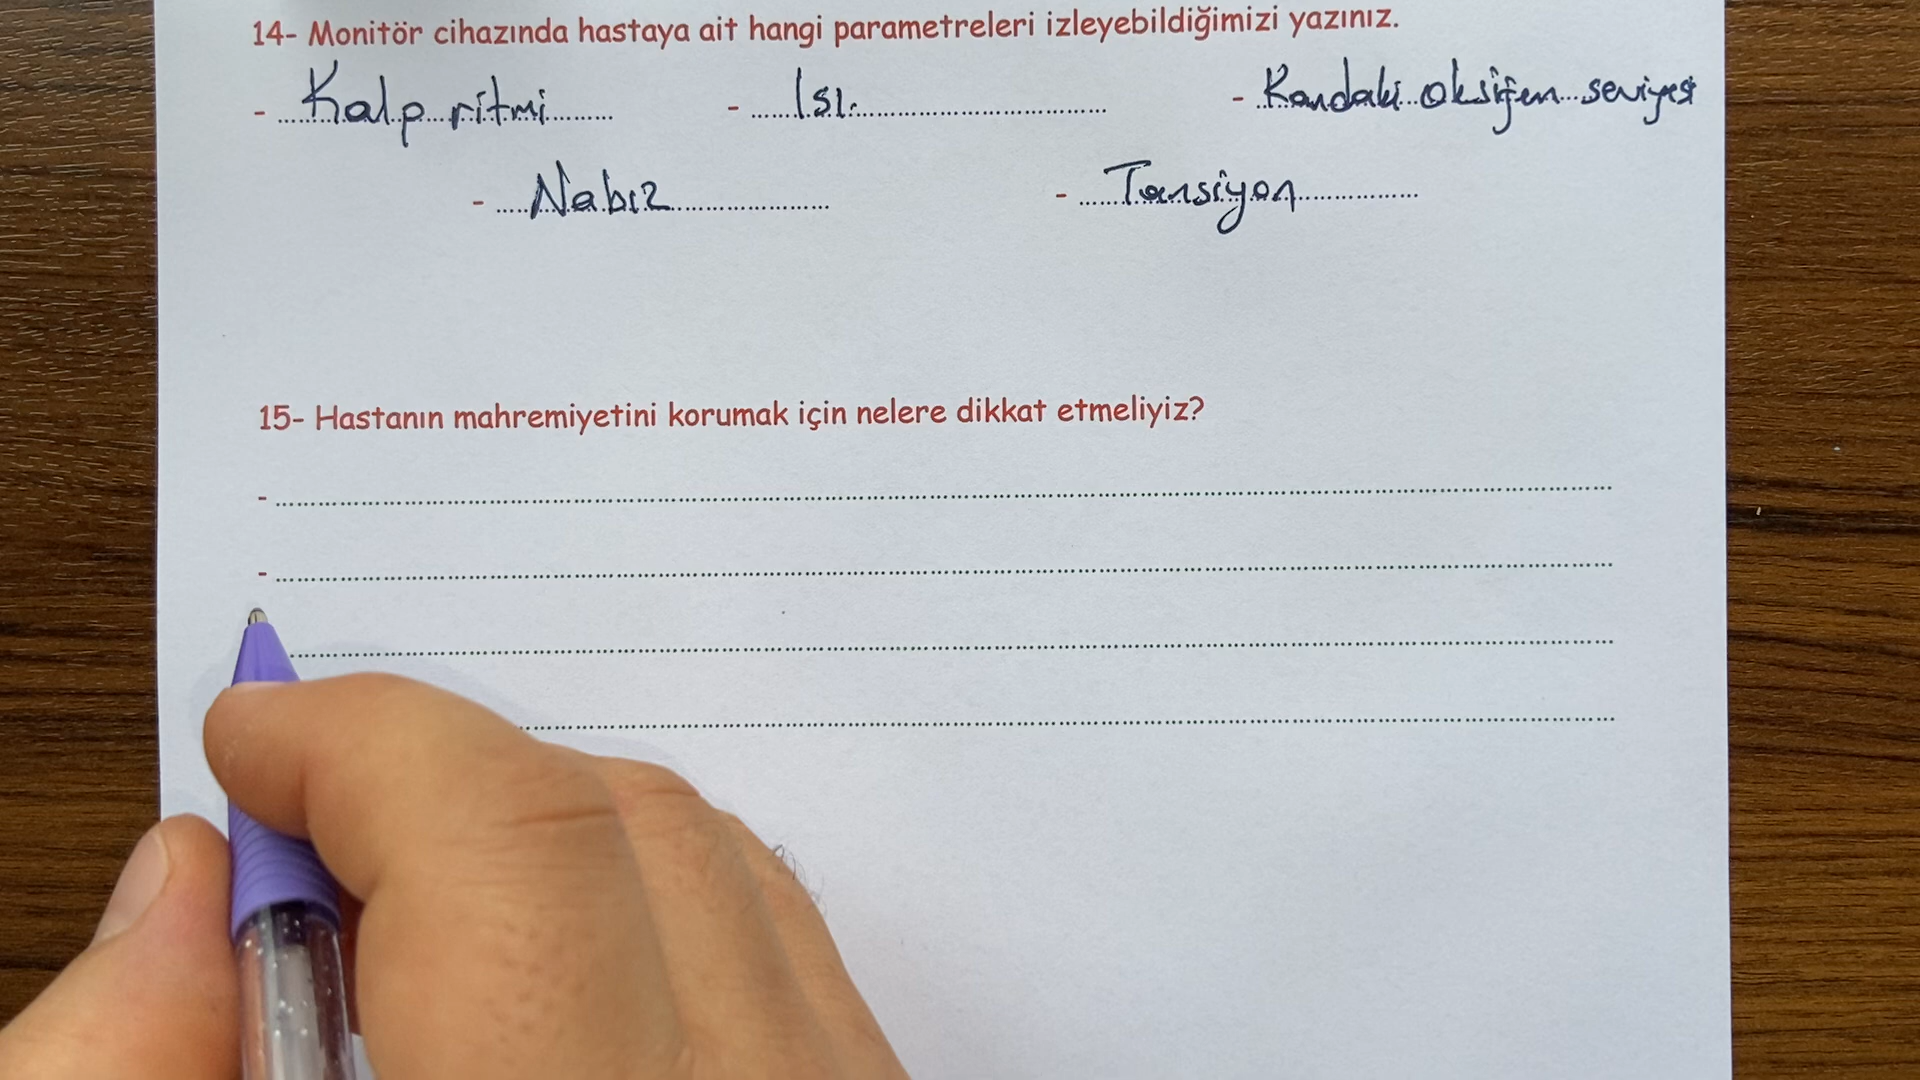 14- Monitör cihazında hastaya ait hangi parametreleri izleyebildiğimizi yazınız.
- Kalp ritmi - Isı - Kandaki oksijen seviyesi
- Nabız - Tansiyon
15- Hastanın mahremiyetini korumak için nelere dikkat etmeliyiz?
-
-